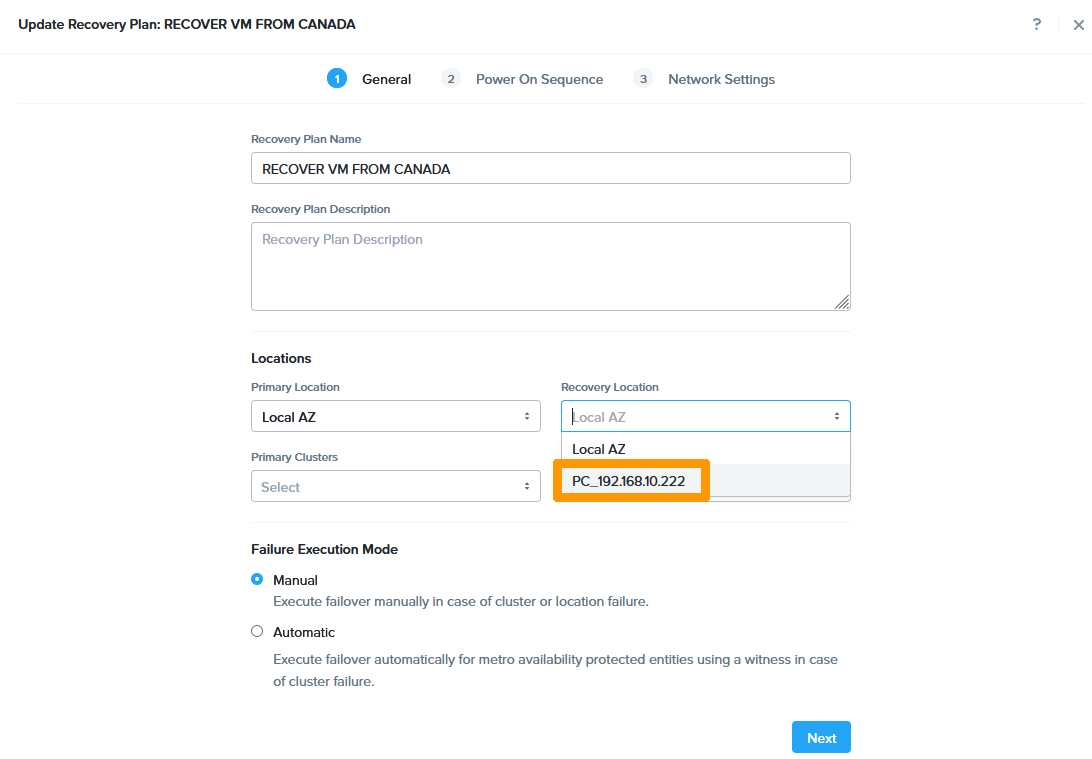 Update Recovery Plan: RECOVER VM FROM CANADA
?
1 General 2 Power On Sequence 3 Network Settings
Recovery Plan Name
RECOVER VM FROM CANADA
Recovery Plan Description
Recovery Plan Description
Locations
Primary Location
Local AZ
Recovery Location
Local AZ
Local AZ
PC_192.168.10.222
Primary Clusters
Select
Failure Execution Mode
Manual
Execute failover manually in case of cluster or location failure.
Automatic
Execute failover automatically for metro availability protected entities using a witness in case
of cluster failure.
Next